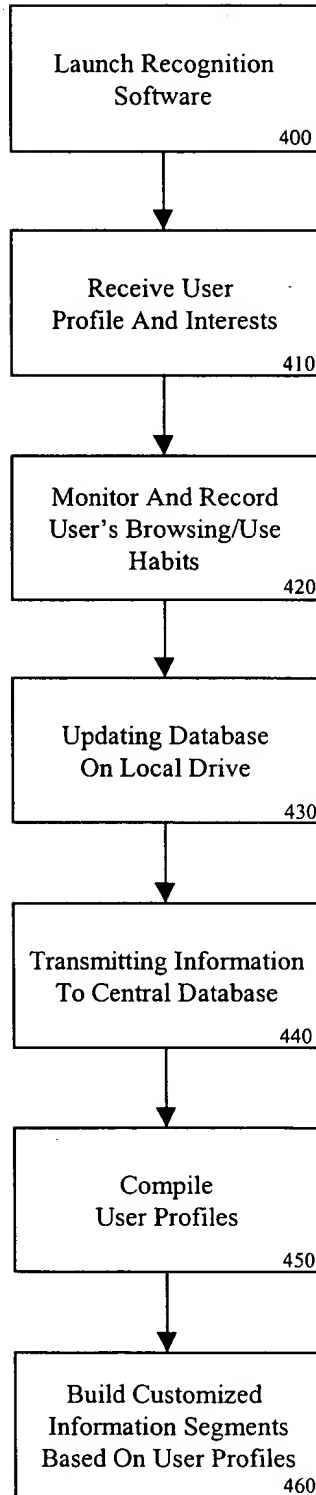 Launch Recognition
Software
400
Receive User
Profile And Interests
410
Monitor And Record
User's Browsing/Use
Habits
420
Updating Database
On Local Drive
430
Transmitting Information
To Central Database
440
Compile
User Profiles
450
Build Customized
Information Segments
Based On User Profiles
460